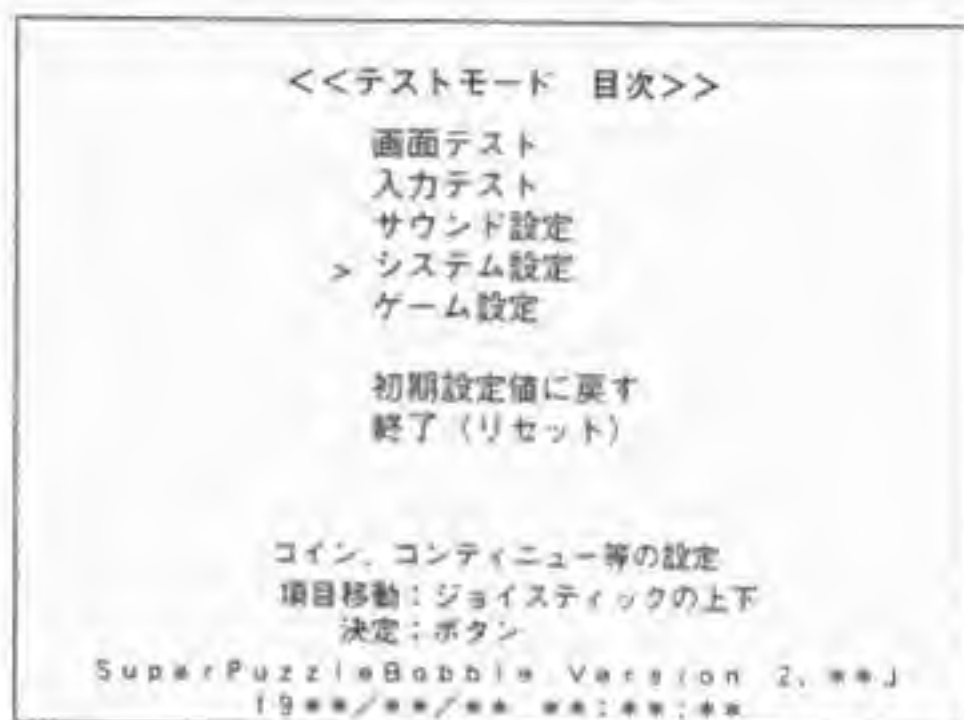 <<テストモード　目次>>
画面テスト
入力テスト
サウンド設定
> システム設定
ゲーム設定
初期設定値に戻す
終了（リセット）
コイン、コンティニュー等の設定
項目移動：ジョイスティックの上下
決定：ボタン
SuperPuzzleBobble Version 2.**J
19**/**/** **:**:**